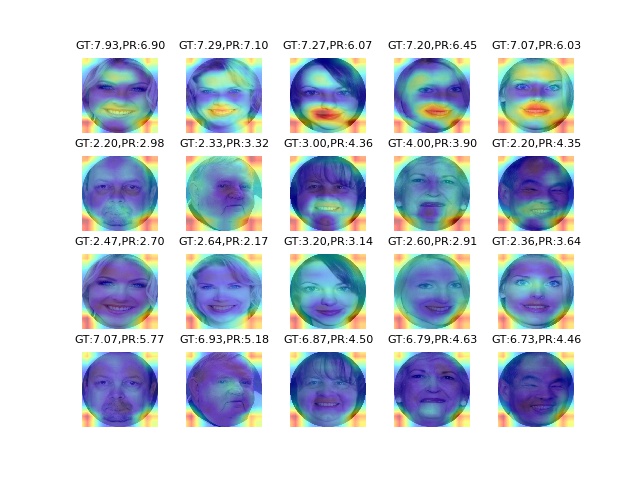 GT:7.93,PR:6.90 GT:7.29,PR:7.10 GT:7.27,PR:6.07 GT:7.20,PR:6.45 GT:7.07,PR:6.03
GT:2.20,PR:2.98 GT:2.33,PR:3.32 GT:3.00,PR:4.36 GT:4.00,PR:3.90 GT:2.20,PR:4.35
GT:2.47,PR:2.70 GT:2.64,PR:2.17 GT:3.20,PR:3.14 GT:2.60,PR:2.91 GT:2.36,PR:3.64
GT:7.07,PR:5.77 GT:6.93,PR:5.18 GT:6.87,PR:4.50 GT:6.79,PR:4.63 GT:6.73,PR:4.46